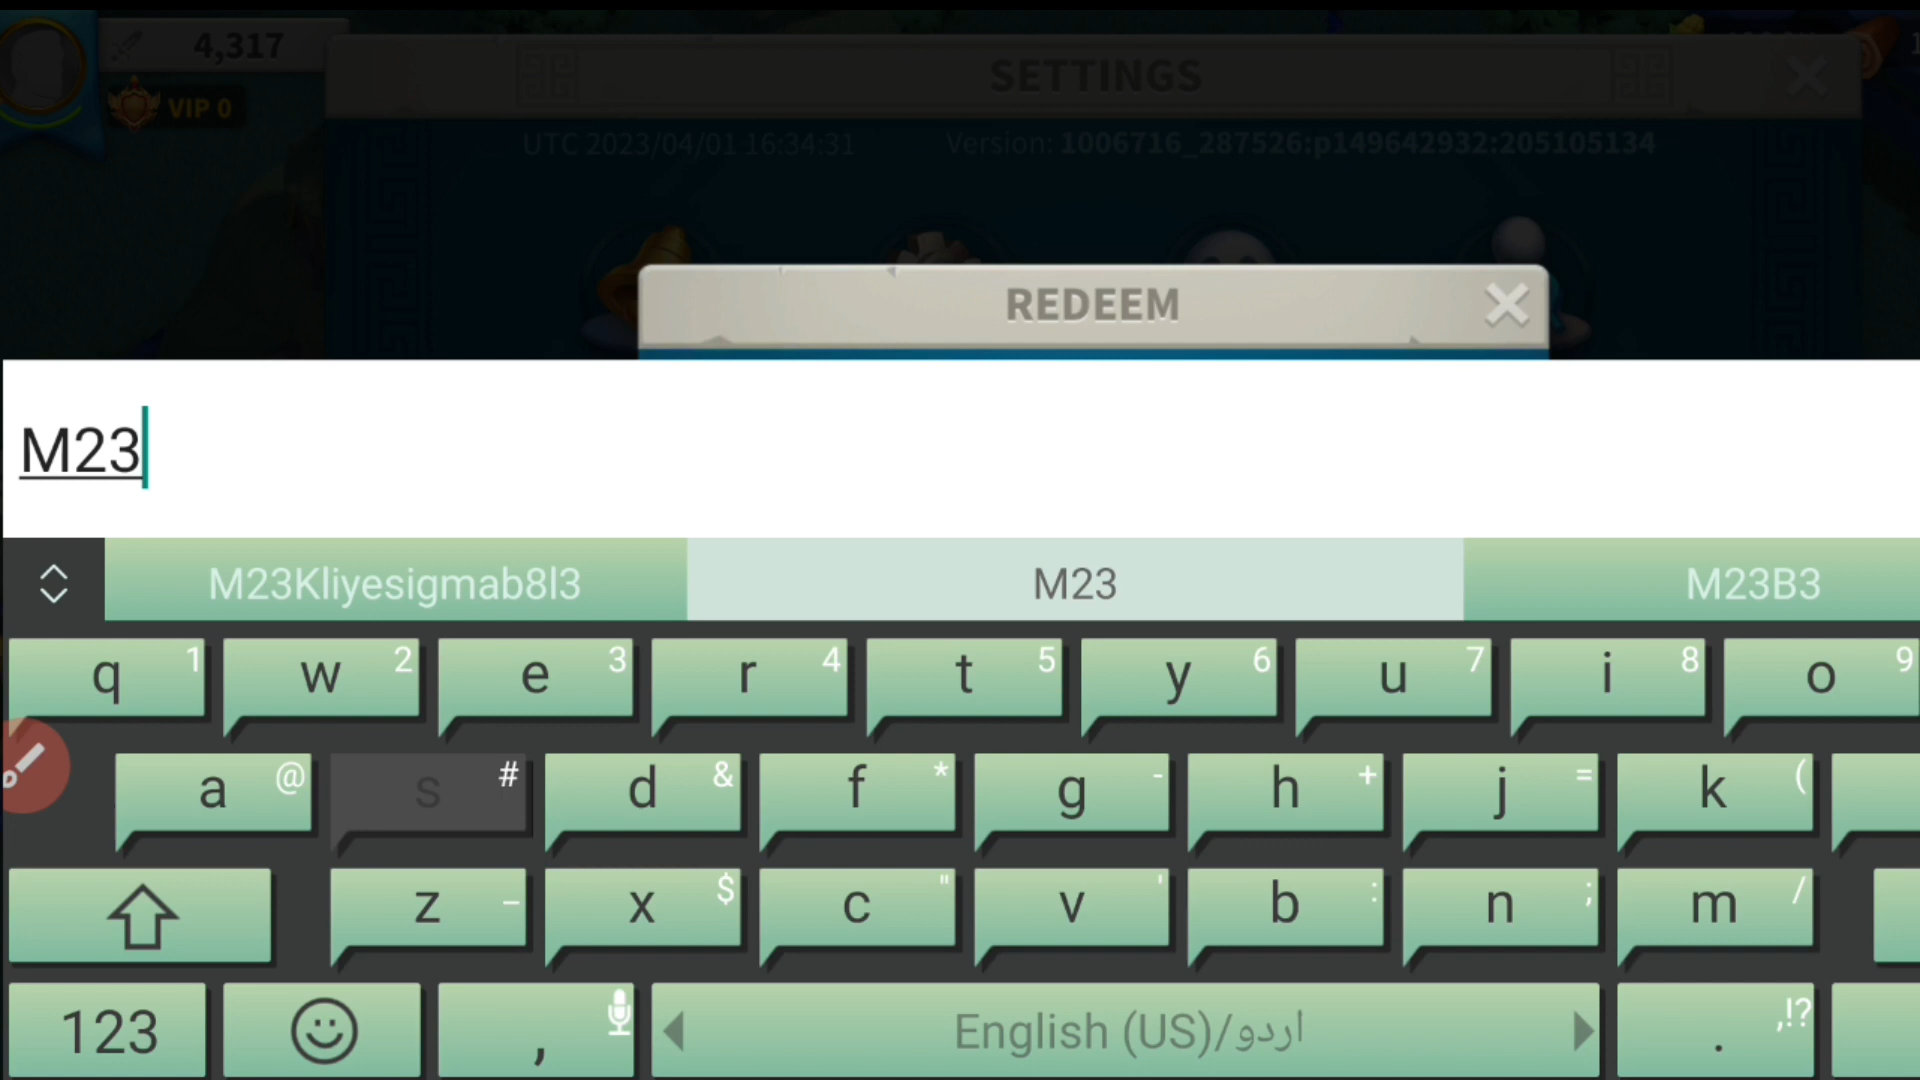 4,317
SETTINGS
VIP 0
UTC 2023/04/01 16:34:31 Version: 1006716_287526:p149642932:205105134
REDEEM
M23
M23Kliyesigmab8l3 M23 M23B3
q 1 w 2 e 3 r 4 t 5 y 6 u 7 i 8 o 9
a @ s # d & f * g - h + j = k (
z _ x $ c " v ' b : n ; m /
123 , English (US)/اردو . ,!?